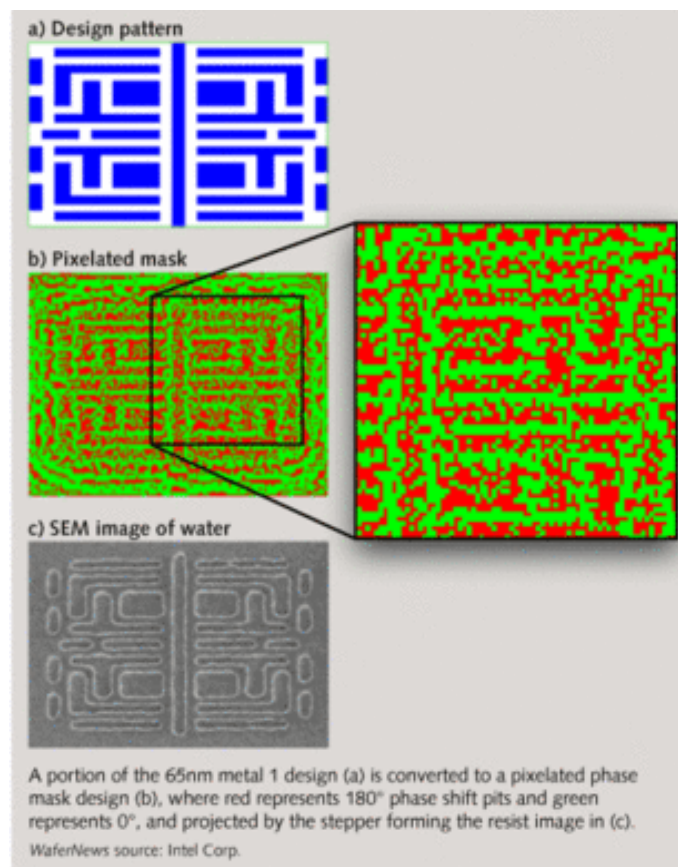 a) Design pattern
b) Pixelated mask
c) SEM image of water
A portion of the 65nm metal 1 design (a) is converted to a pixelated phase
mask design (b), where red represents 180° phase shift pits and green
represents 0°, and projected by the stepper forming the resist image in (c).
WaferNews source: Intel Corp.